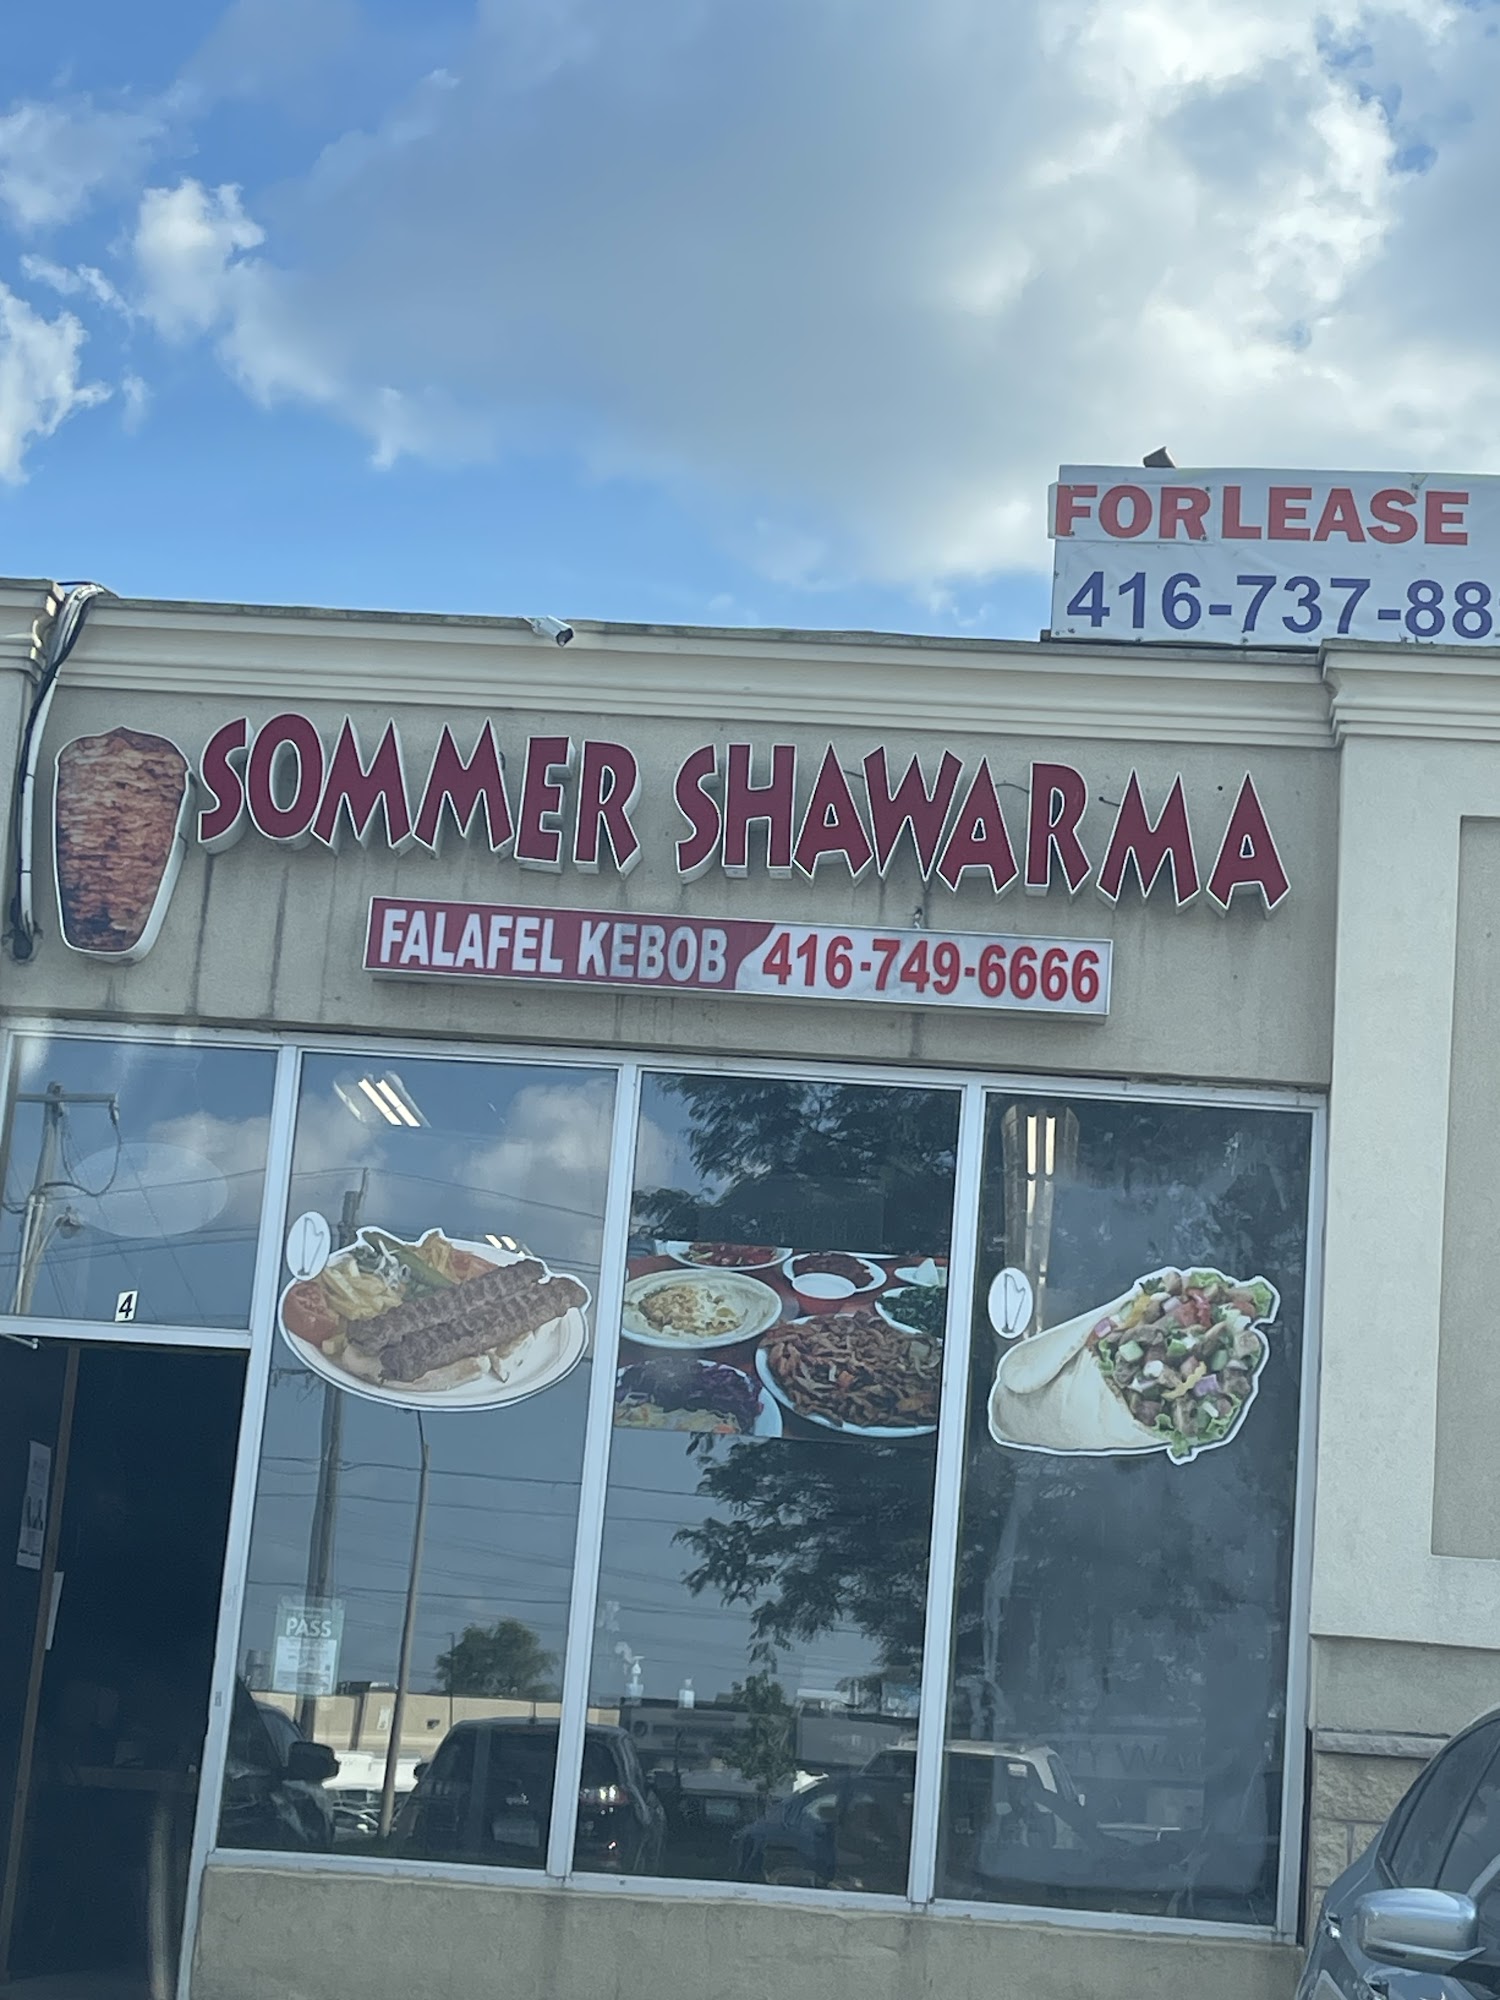 FOR LEASE
416-737-88
SOMMER SHAWARMA
FALAFEL KEBOB 416-749-6666
4
PASS